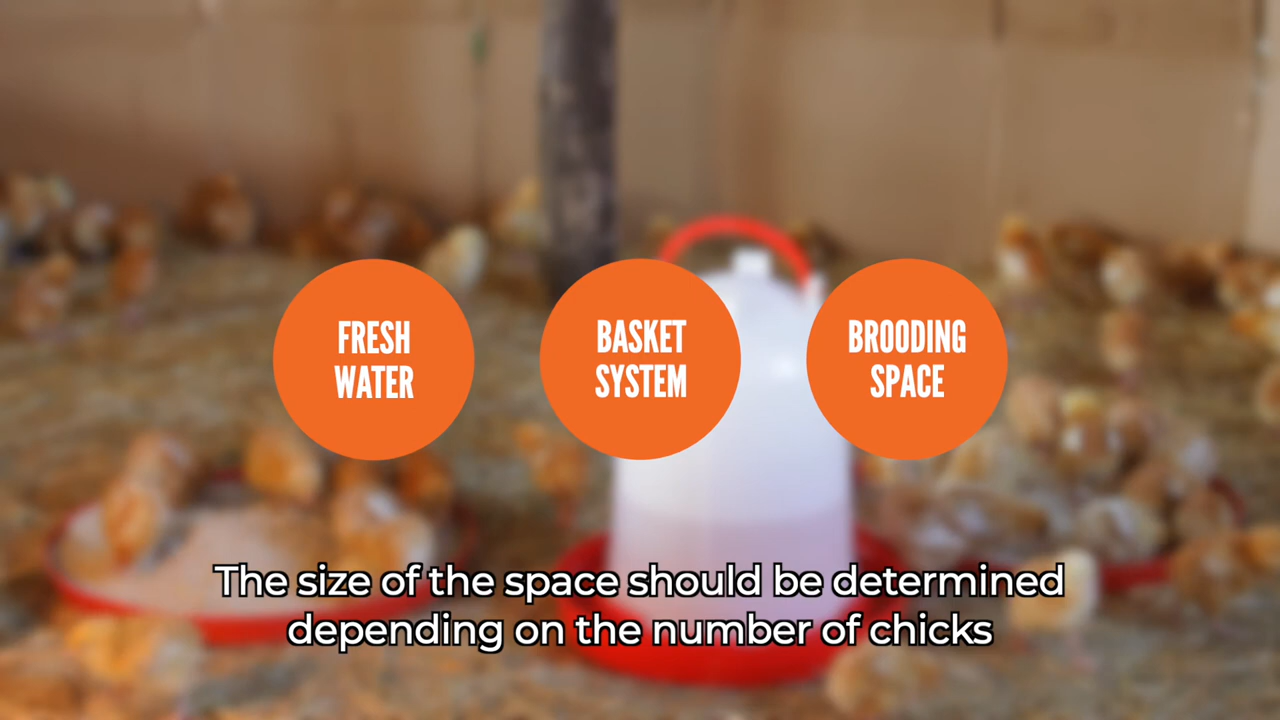 FRESH
WATER
BASKET
SYSTEM
BROODING
SPACE
The size of the space should be determined
depending on the number of chicks